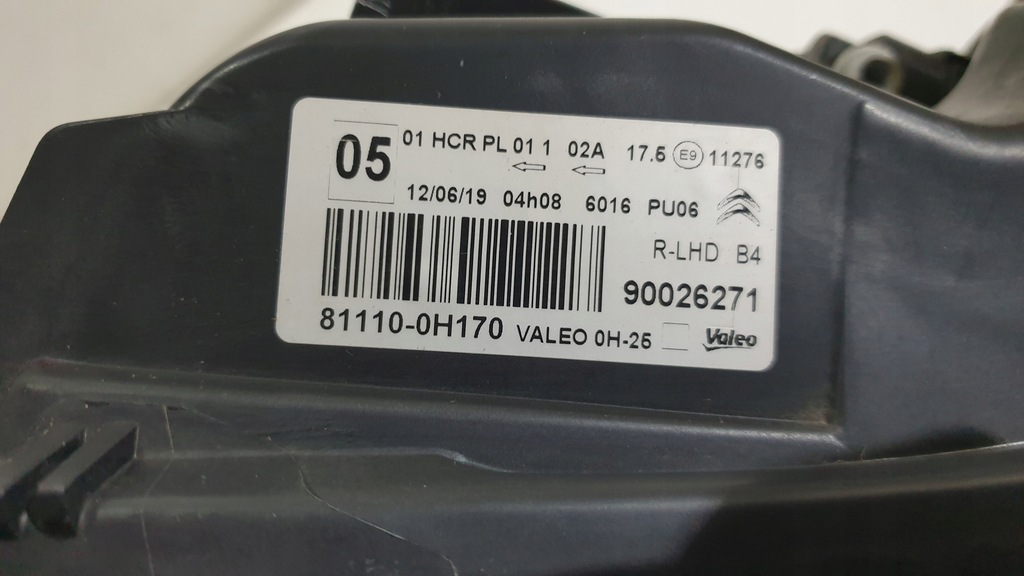 05 01 HCR PL 01 1 02A 17.5 E9 11276
12/06/19 04h08 6016 PU06
R-LHD B4
90026271
81110-0H170 VALEO 0H-25 Valeo